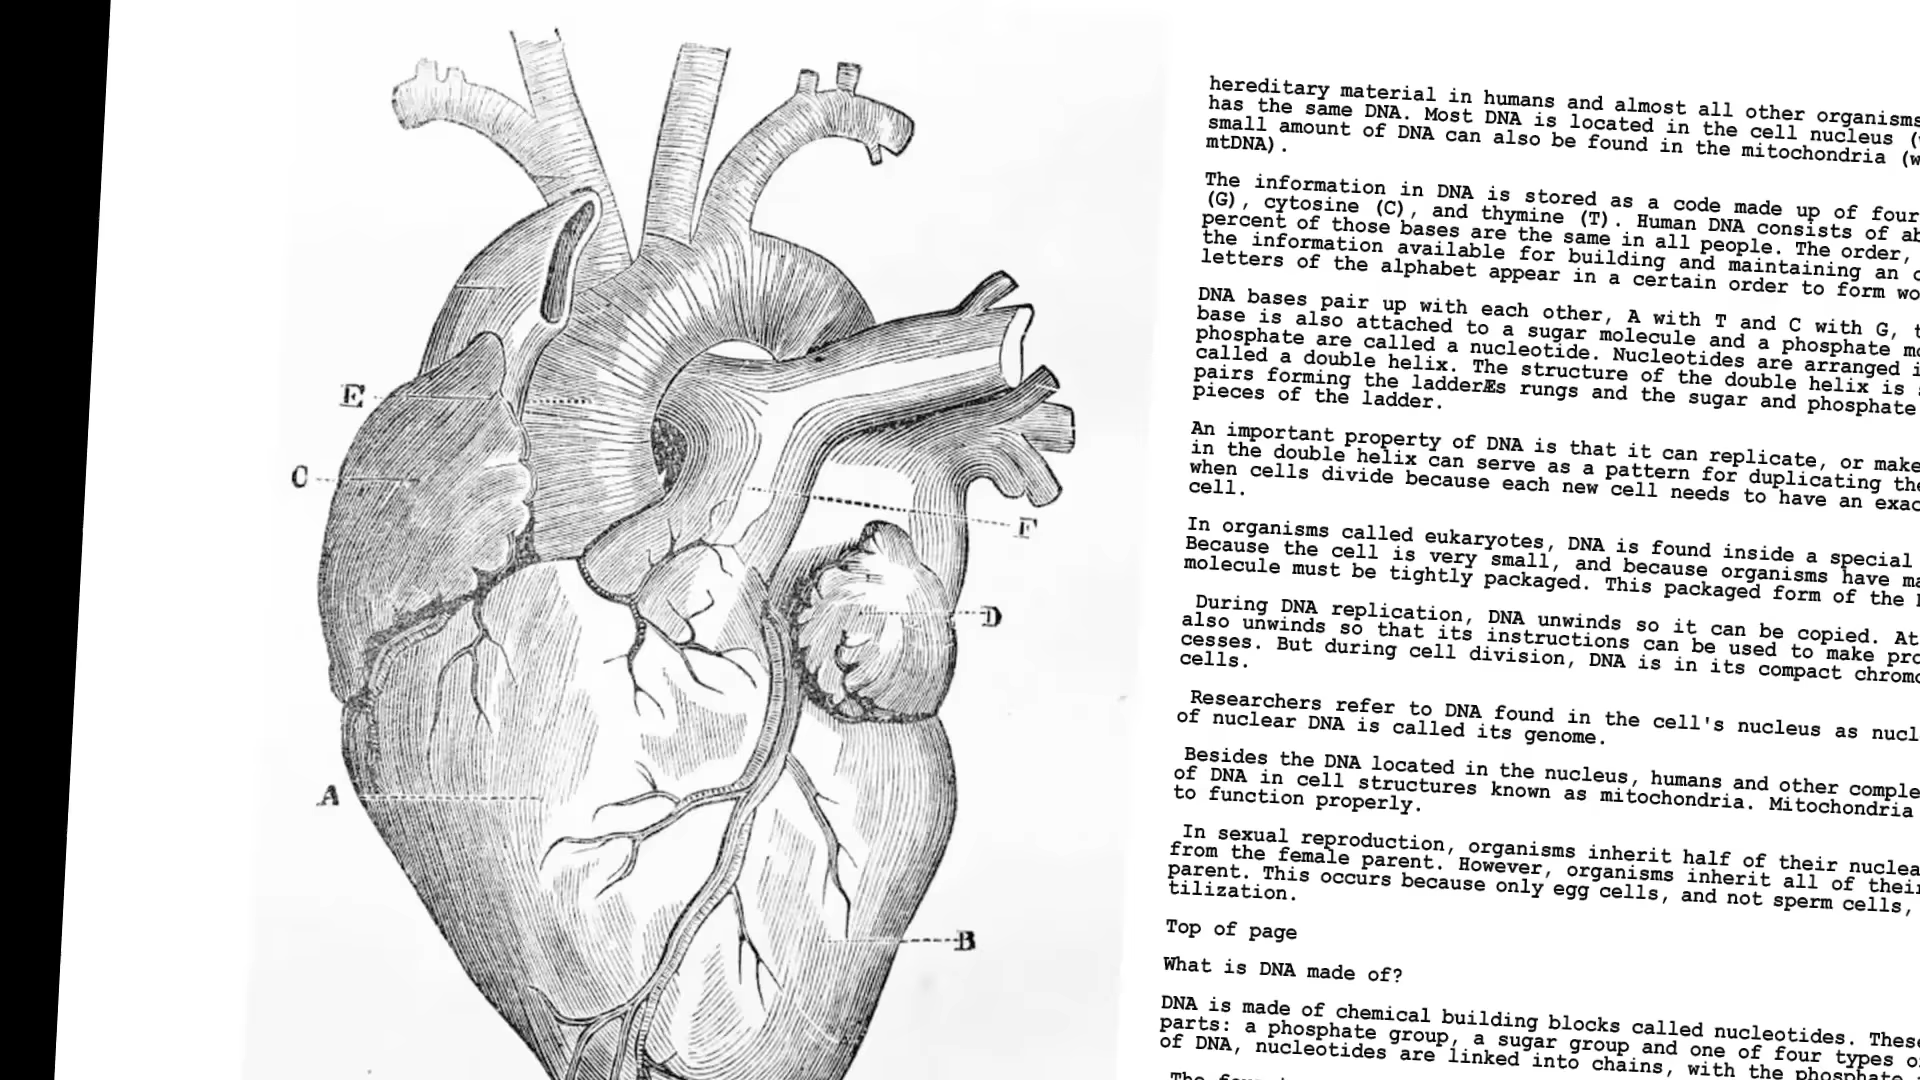 E
C
F
D
A
B
hereditary material in humans and almost all other organisms
has the same DNA. Most DNA is located in the cell nucleus (
small amount of DNA can also be found in the mitochondria (
mtDNA).
The information in DNA is stored as a code made up of four
(G), cytosine (C), and thymine (T). Human DNA consists of
percent of those bases are the same in all people. The order,
the information available for building and maintaining an
letters of the alphabet appear in a certain order to form
DNA bases pair up with each other, A with T and C with G,
base is also attached to a sugar molecule and a phosphate
phosphate are called a nucleotide. Nucleotides are arranged
called a double helix. The structure of the double helix is
pairs forming the ladderÆs rungs and the sugar and phosphate
pieces of the ladder.
An important property of DNA is that it can replicate, or make
in the double helix can serve as a pattern for duplicating
when cells divide because each new cell needs to have an
cell.
In organisms called eukaryotes, DNA is found inside a special
Because the cell is very small, and because organisms have
molecule must be tightly packaged. This packaged form of the
During DNA replication, DNA unwinds so it can be copied. At
also unwinds so that its instructions can be used to make
cesses. But during cell division, DNA is in its compact
cells.
Researchers refer to DNA found in the cell's nucleus as
of nuclear DNA is called its genome.
Besides the DNA located in the nucleus, humans and other
of DNA in cell structures known as mitochondria. Mitochondria
to function properly.
In sexual reproduction, organisms inherit half of their
from the female parent. However, organisms inherit all of
parent. This occurs because only egg cells, and not sperm cells,
tilization.
Top of page
What is DNA made of?
DNA is made of chemical building blocks called nucleotides.
parts: a phosphate group, a sugar group and one of four types
of DNA, nucleotides are linked into chains, with the phosphate